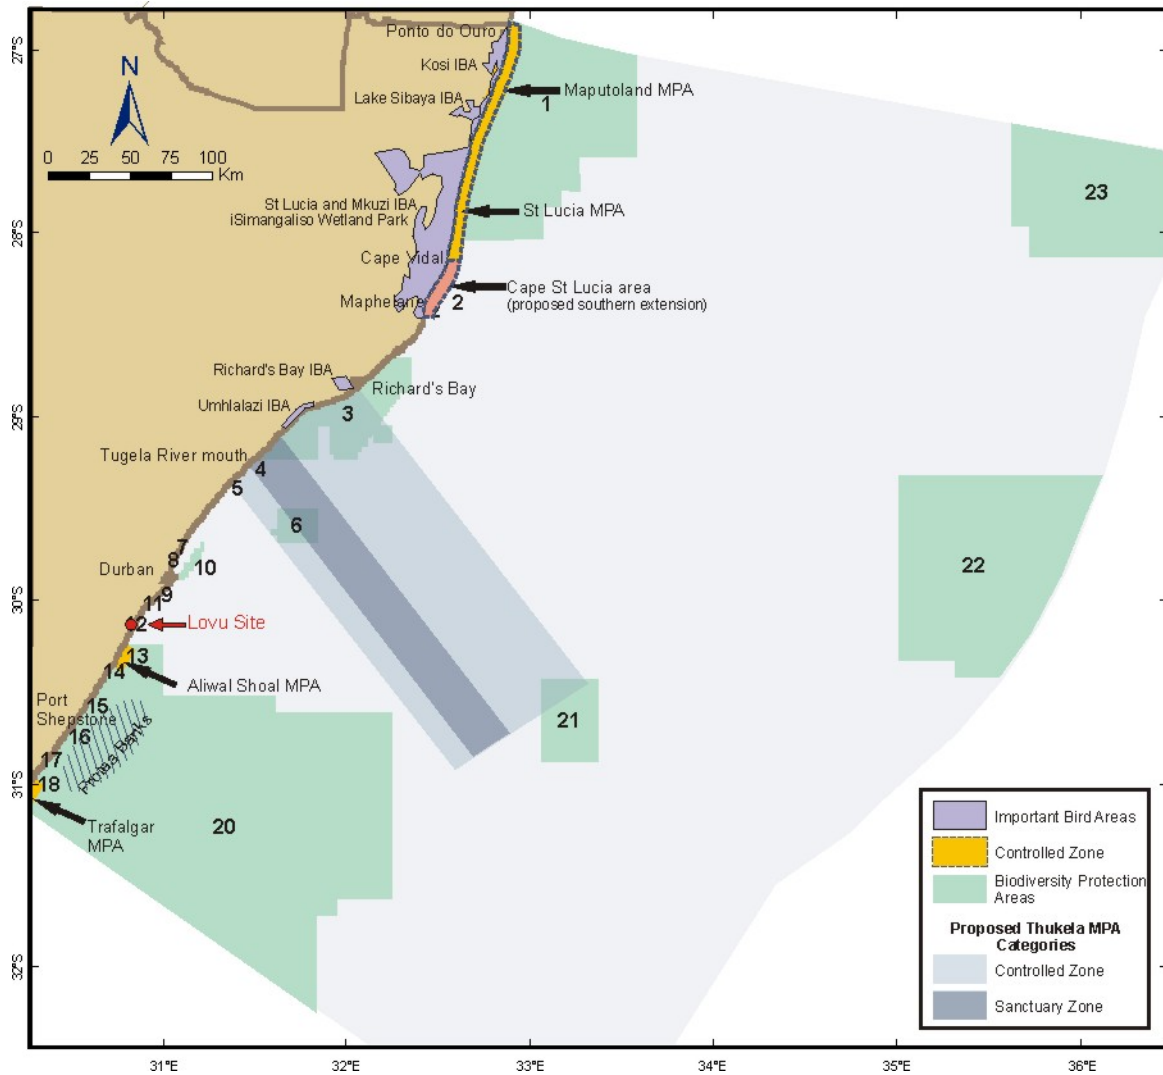 27°S
28°S
29°S
30°S
31°S
32°S
N
0 25 50 75 100
Km
Ponto do Ouro
Kosi IBA
Lake Sibaya IBA
Maputoland MPA
1
St Lucia and Mkuzi IBA
iSimangaliso Wetland Park
St Lucia MPA
Cape Vidal
Maphelane
2
Cape St Lucia area
(proposed southern extension)
23
Richard's Bay IBA
Richard's Bay
Umhlalazi IBA
3
Tugela River mouth
4
5
6
7
8
Durban
10
9
11
12
Lovu Site
22
13
14
Aliwal Shoal MPA
Port
Shepstone
15
16
Protea Banks
17
18
Trafalgar
MPA
20
21
Important Bird Areas
Controlled Zone
Biodiversity Protection
Areas
Proposed Thukela MPA
Categories
Controlled Zone
Sanctuary Zone
31°E
32°E
33°E
34°E
35°E
36°E